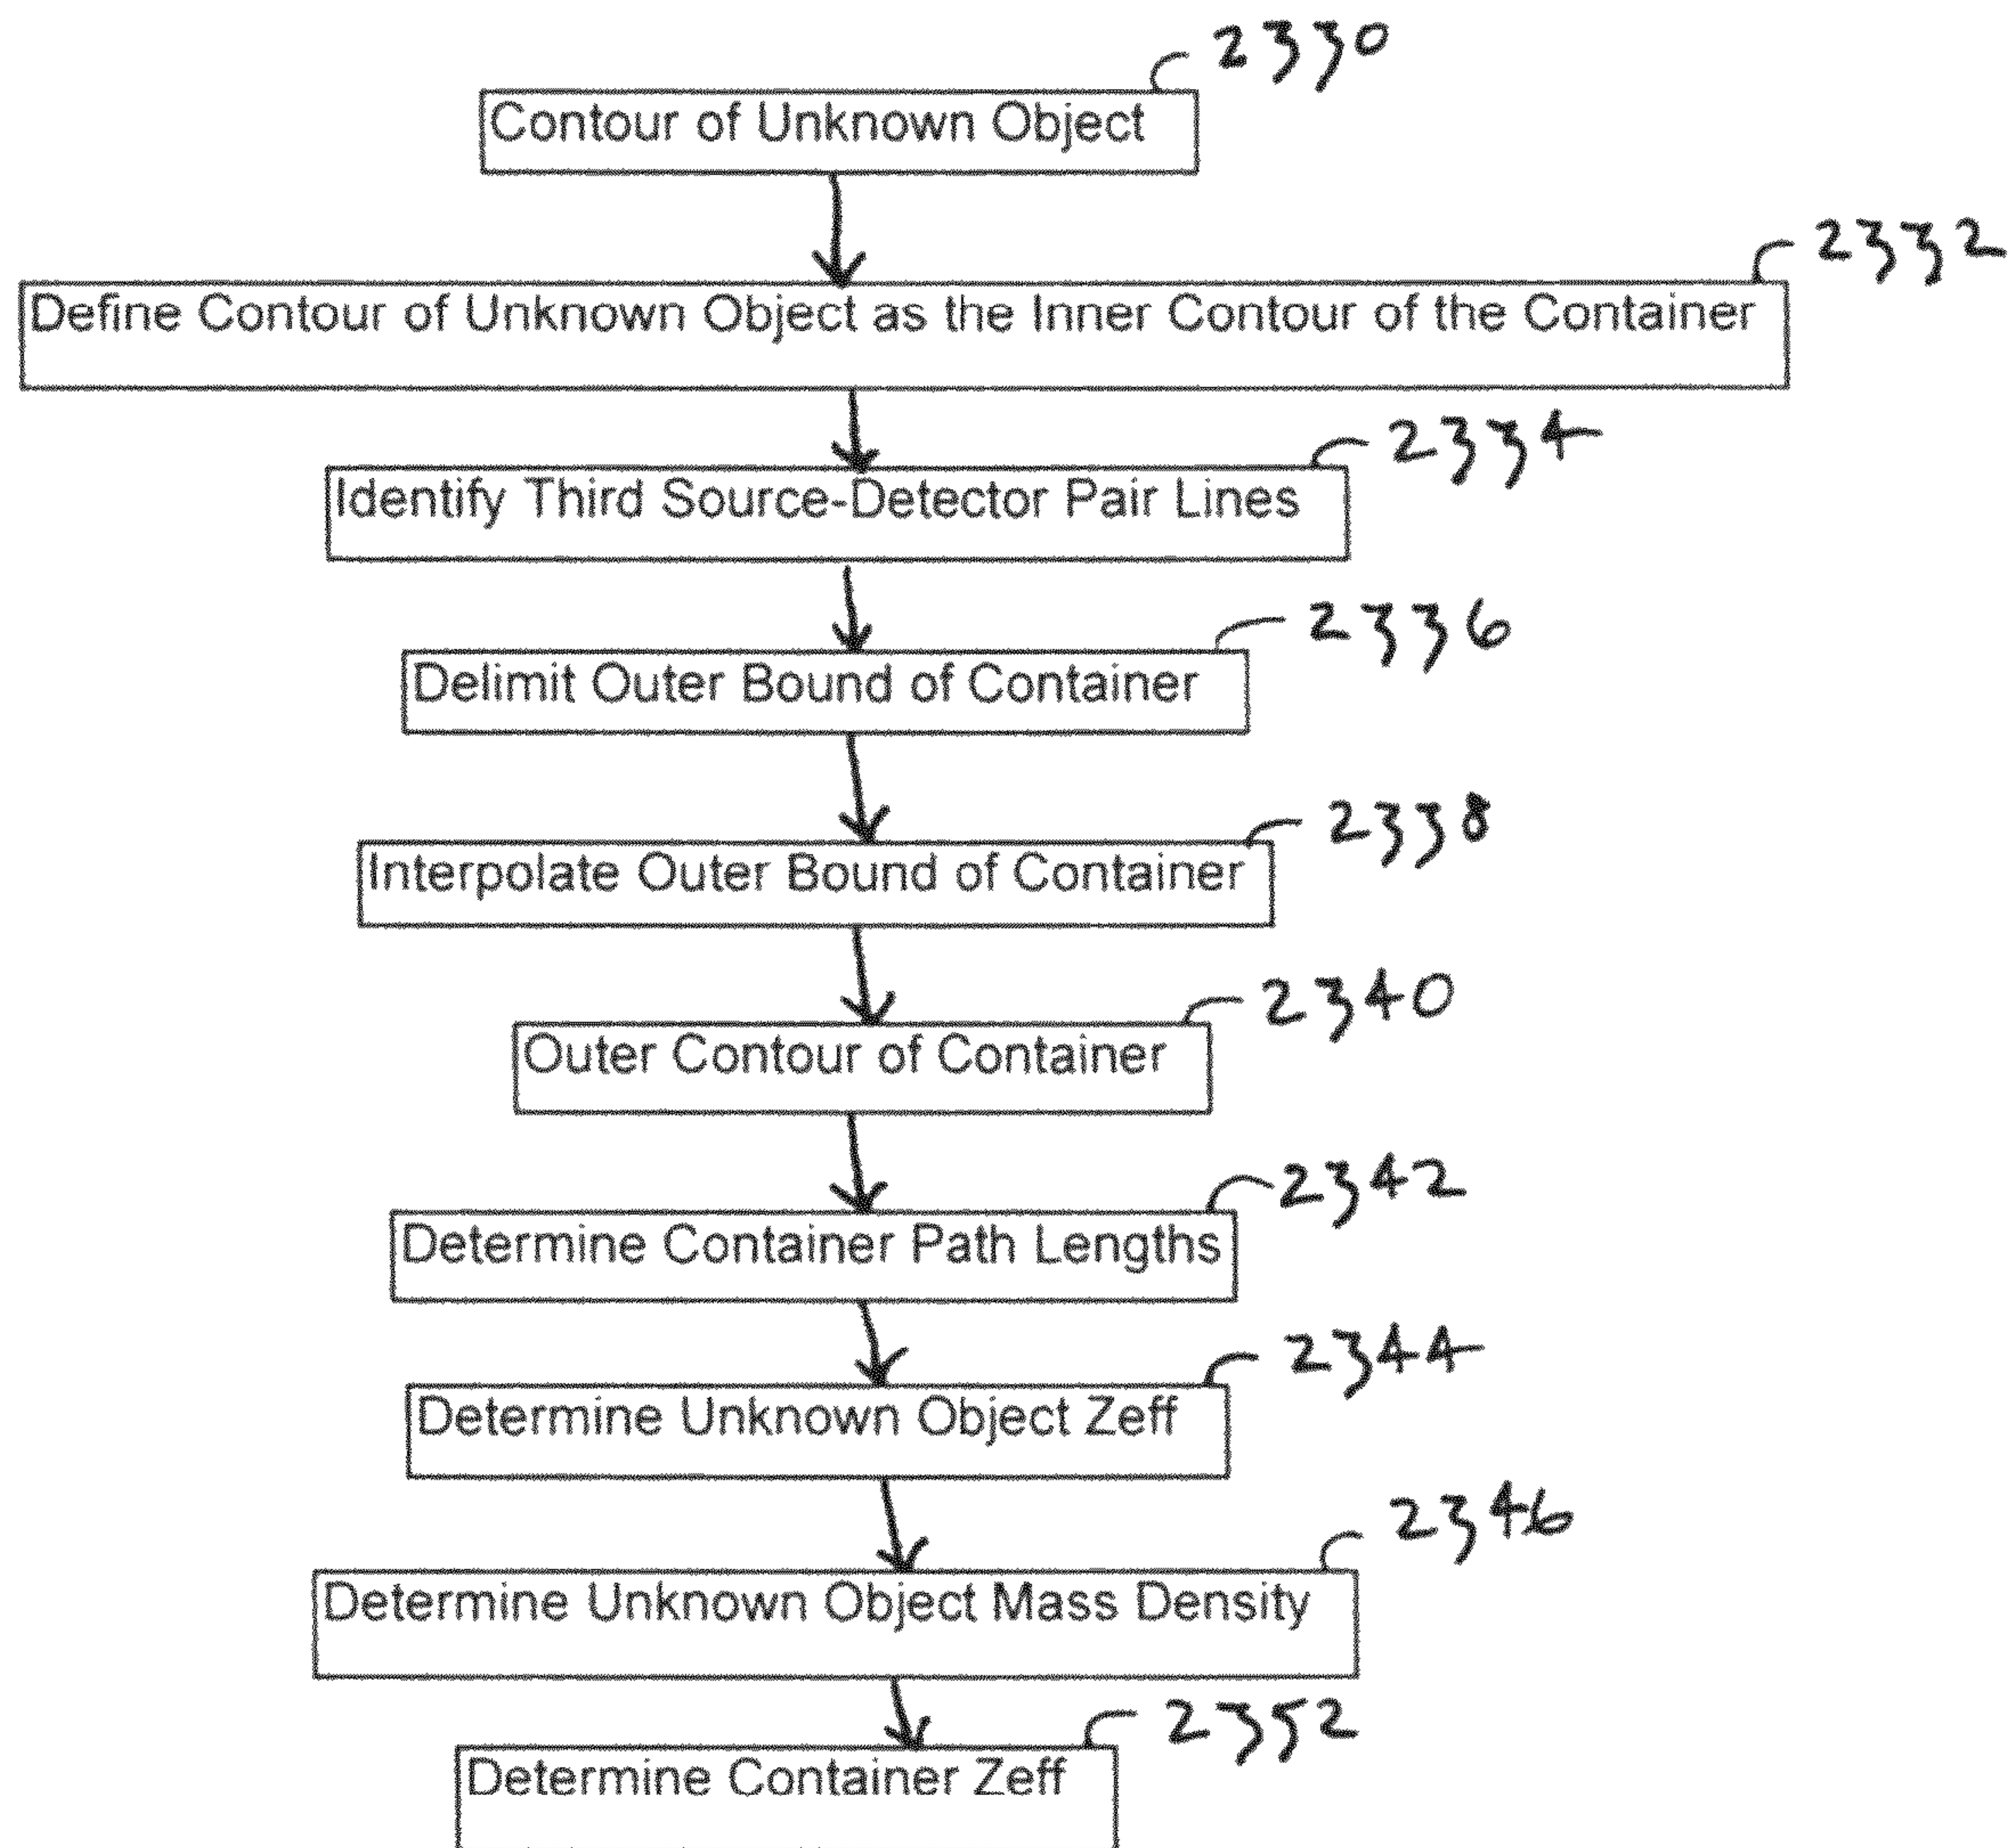 2330
Contour of Unknown Object
2332
Define Contour of Unknown Object as the Inner Contour of the Container
2334
Identify Third Source-Detector Pair Lines
2336
Delimit Outer Bound of Container
2338
Interpolate Outer Bound of Container
2340
Outer Contour of Container
2342
Determine Container Path Lengths
2344
Determine Unknown Object Zeff
2346
Determine Unknown Object Mass Density
2352
Determine Container Zeff